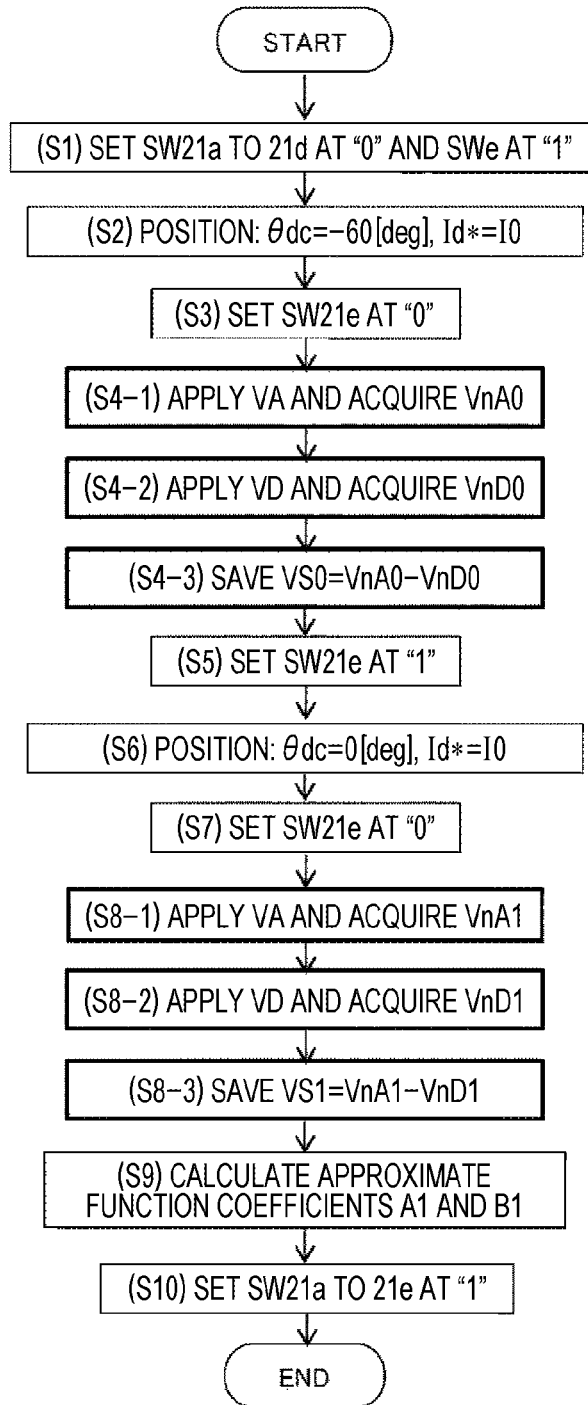 START
(S1) SET SW21a TO 21d AT “0” AND SWe AT “1”
(S2) POSITION: θdc=−60[deg], Id*=I0
(S3) SET SW21e AT “0”
(S4−1) APPLY VA AND ACQUIRE VnA0
(S4−2) APPLY VD AND ACQUIRE VnD0
(S4−3) SAVE VS0=VnA0−VnD0
(S5) SET SW21e AT “1”
(S6) POSITION: θdc=0[deg], Id*=I0
(S7) SET SW21e AT “0”
(S8−1) APPLY VA AND ACQUIRE VnA1
(S8−2) APPLY VD AND ACQUIRE VnD1
(S8−3) SAVE VS1=VnA1−VnD1
(S9) CALCULATE APPROXIMATE
FUNCTION COEFFICIENTS A1 AND B1
(S10) SET SW21a TO 21e AT “1”
END